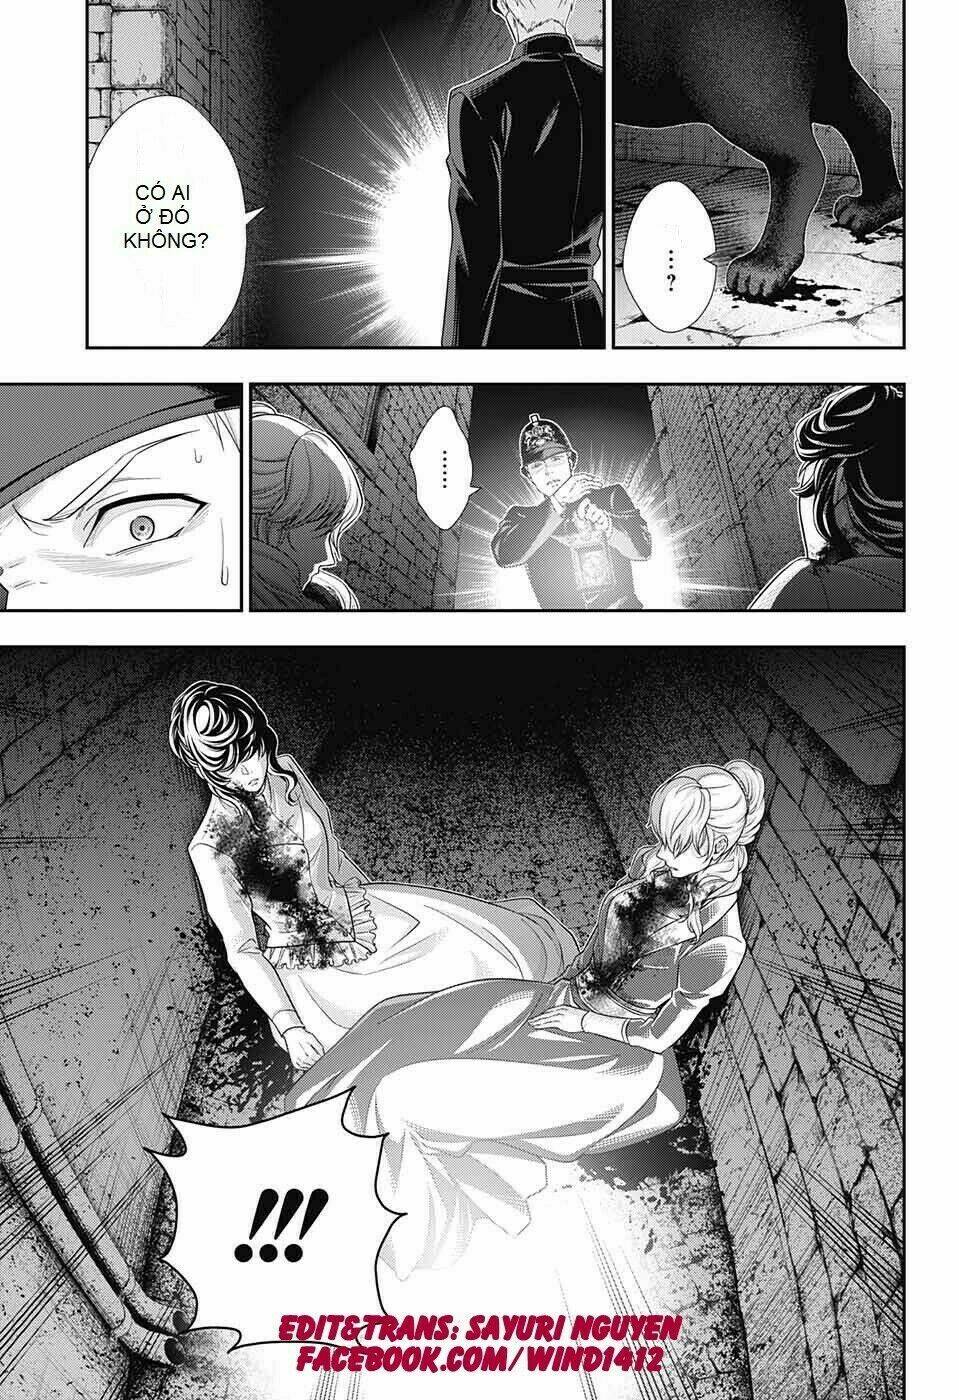 ……?
CÓ AI
Ở ĐÓ
KHÔNG?
……
!!!
EDIT&TRANS: SAYURI NGUYEN
FACEBOOK.COM/WIND1412